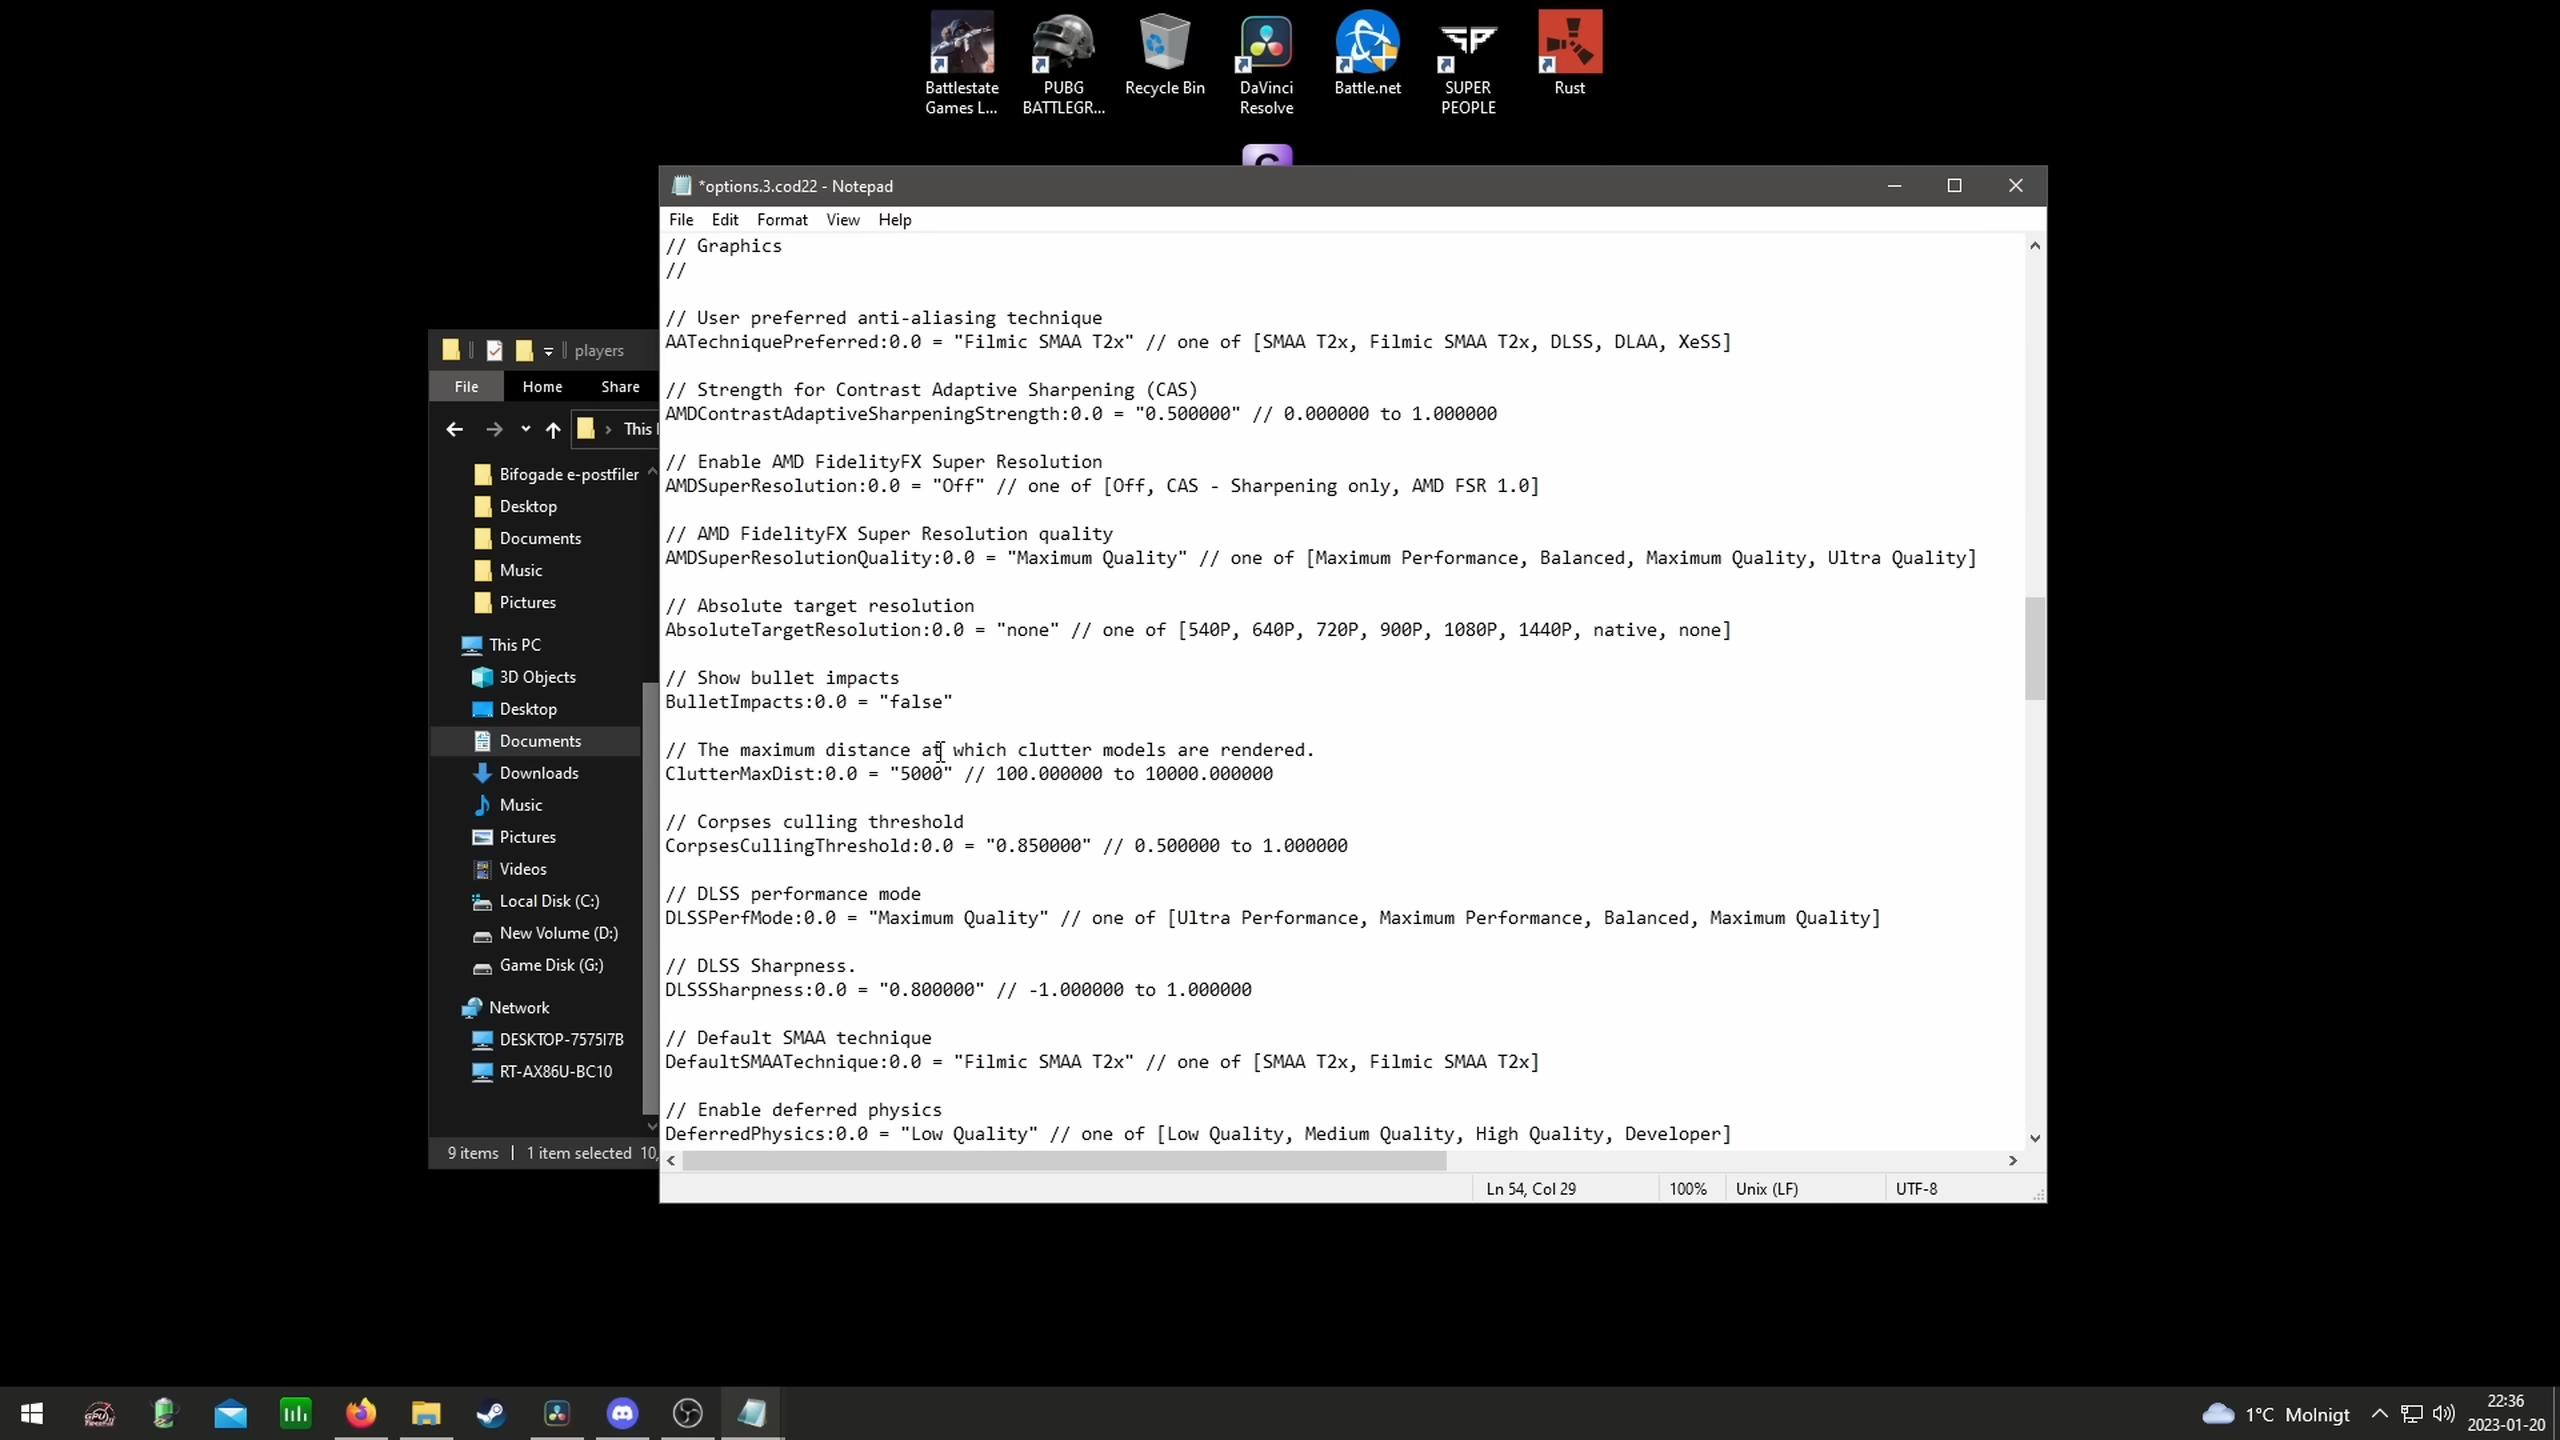 Battlestate
Games L...
PUBG
BATTLEGR...
Recycle Bin
DaVinci
Resolve
Battle.net
SUPER
PEOPLE
Rust
*options.3.cod22 - Notepad
File Edit Format View Help
// Graphics
//
// User preferred anti-aliasing technique
AATechniquePreferred:0.0 = "Filmic SMAA T2x" // one of [SMAA T2x, Filmic SMAA T2x, DLSS, DLAA, XeSS]
// Strength for Contrast Adaptive Sharpening (CAS)
AMDContrastAdaptiveSharpeningStrength:0.0 = "0.500000" // 0.000000 to 1.000000
// Enable AMD FidelityFX Super Resolution
AMDSuperResolution:0.0 = "Off" // one of [Off, CAS - Sharpening only, AMD FSR 1.0]
// AMD FidelityFX Super Resolution quality
AMDSuperResolutionQuality:0.0 = "Maximum Quality" // one of [Maximum Performance, Balanced, Maximum Quality, Ultra Quality]
// Absolute target resolution
AbsoluteTargetResolution:0.0 = "none" // one of [540P, 640P, 720P, 900P, 1080P, 1440P, native, none]
// Show bullet impacts
BulletImpacts:0.0 = "false"
// The maximum distance at which clutter models are rendered.
ClutterMaxDist:0.0 = "5000" // 100.000000 to 10000.000000
// Corpses culling threshold
CorpsesCullingThreshold:0.0 = "0.850000" // 0.500000 to 1.000000
// DLSS performance mode
DLSSPerfMode:0.0 = "Maximum Quality" // one of [Ultra Performance, Maximum Performance, Balanced, Maximum Quality]
// DLSS Sharpness.
DLSSSharpness:0.0 = "0.800000" // -1.000000 to 1.000000
// Default SMAA technique
DefaultSMAATechnique:0.0 = "Filmic SMAA T2x" // one of [SMAA T2x, Filmic SMAA T2x]
// Enable deferred physics
DeferredPhysics:0.0 = "Low Quality" // one of [Low Quality, Medium Quality, High Quality, Developer]
Ln 54, Col 29 100% Unix (LF) UTF-8
players
File Home Share
This
Bifogade e-postfiler
Desktop
Documents
Music
Pictures
This PC
3D Objects
Desktop
Documents
Downloads
Music
Pictures
Videos
Local Disk (C:)
New Volume (D:)
Game Disk (G:)
Network
DESKTOP-7575I7B
RT-AX86U-BC10
9 items 1 item selected 10,
1°C Molnigt
22:36
2023-01-20